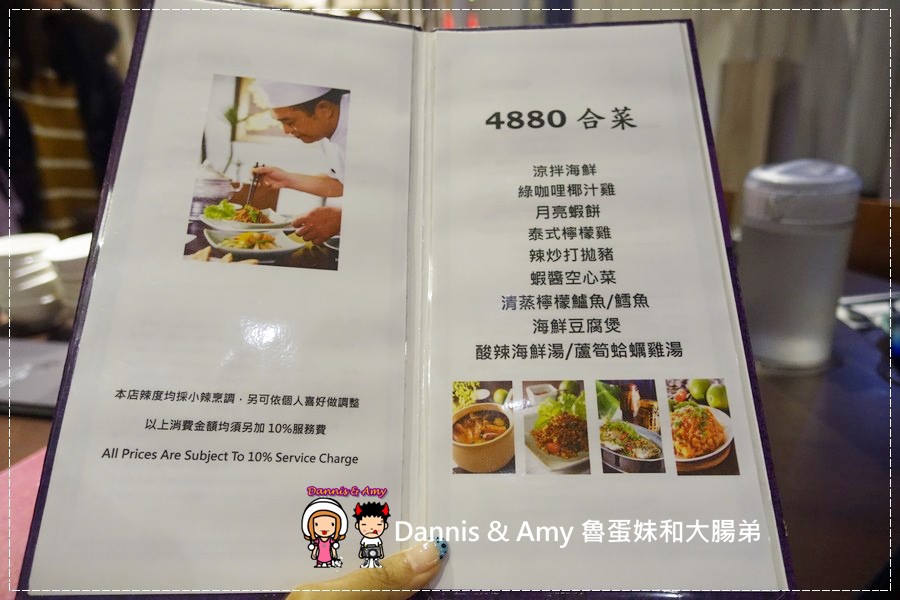 本店辣度均採小辣烹調，另可依個人喜好做調整
以上消費金額均須另加 10%服務費
All Prices Are Subject To 10% Service Charge
4880 合菜
涼拌海鮮
綠咖哩椰汁雞
月亮蝦餅
泰式檸檬雞
辣炒打拋豬
蝦醬空心菜
清蒸檸檬鱸魚/鱈魚
海鮮豆腐煲
酸辣海鮮湯/蘆筍蛤蠣雞湯
Dannis & Amy
Dannis & Amy 魯蛋妹和大腸弟